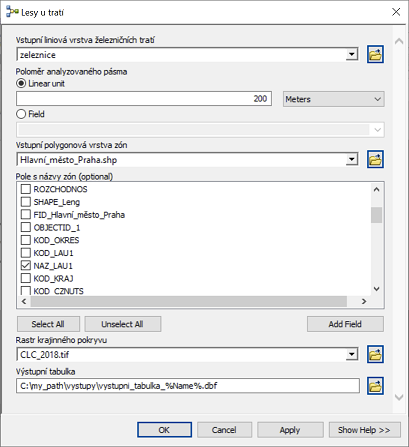 Lesy u tratí
Vstupní liniová vrstva železničních tratí
zeleznice
Poloměr analyzovaného pásma
Linear unit
200 Meters
Field
Vstupní polygonová vrstva zón
Hlavní_město_Praha.shp
Pole s názvy zón (optional)
ROZCHODNOS
SHAPE_Leng
FID_Hlavní_město_Praha
OBJECTID_1
KOD_OKRES
KOD_LAU1
NAZ_LAU1
KOD_KRAJ
KOD_CZNUTS
Select All Unselect All Add Field
Rastr krajinného pokryvu
CLC_2018.tif
Výstupní tabulka
C:\my_path\vystupy\vystupni_tabulka_%Name%.dbf
OK Cancel Apply Show Help >>